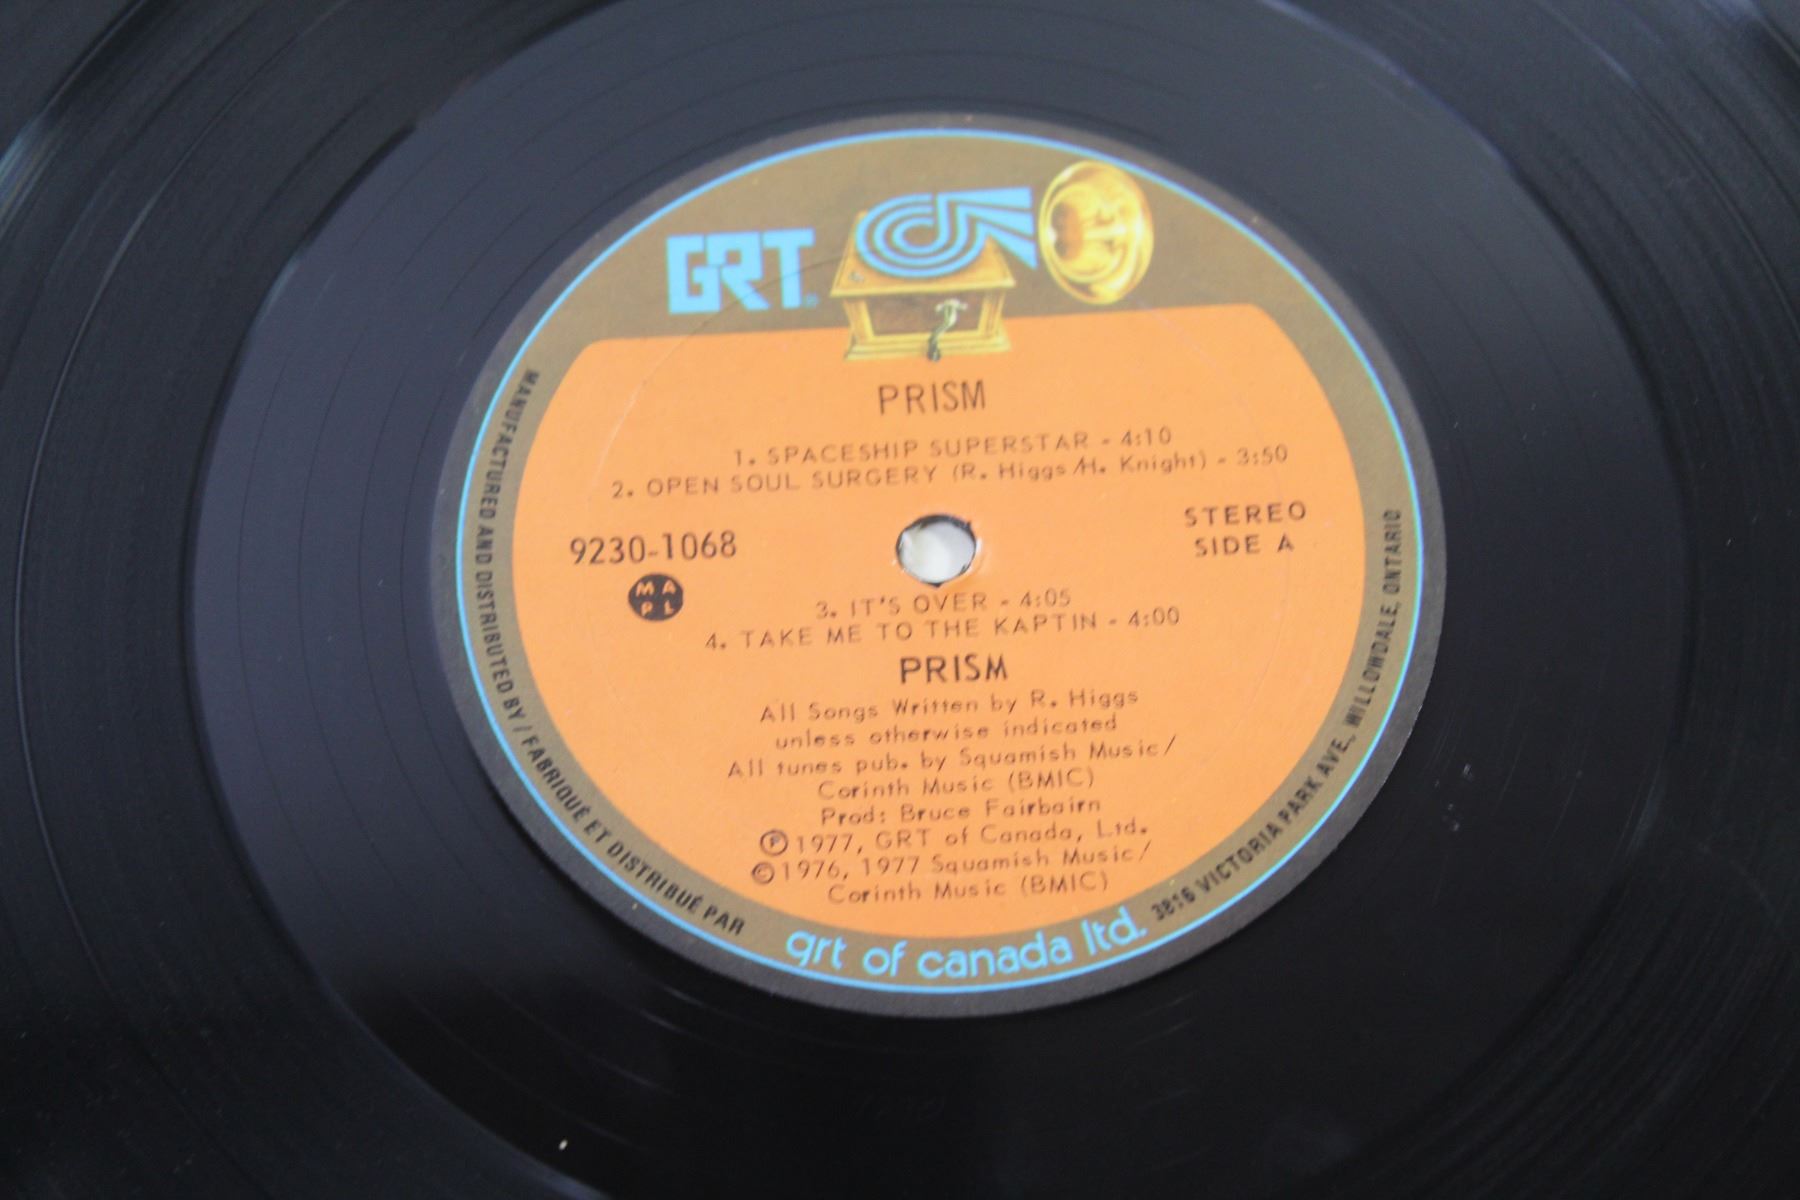 GRT®
PRISM
1. SPACESHIP SUPERSTAR - 4:10
2. OPEN SOUL SURGERY (R. Higgs/H. Knight) - 3:50
9230-1068
STEREO
SIDE A
MA
PL
3. IT'S OVER - 4:05
4. TAKE ME TO THE KAPTIN - 4:00
PRISM
All Songs Written by R. Higgs
unless otherwise indicated
All tunes pub. by Squamish Music/
Corinth Music (BMIC)
Prod: Bruce Fairbairn
Ⓟ1977, GRT of Canada, Ltd.
©1976, 1977 Squamish Music/
Corinth Music (BMIC)
MANUFACTURED AND DISTRIBUTED BY / FABRIQUÉ ET DISTRIBUÉ PAR
grt of canada ltd.
3816 VICTORIA PARK AVE., WILLOWDALE, ONTARIO